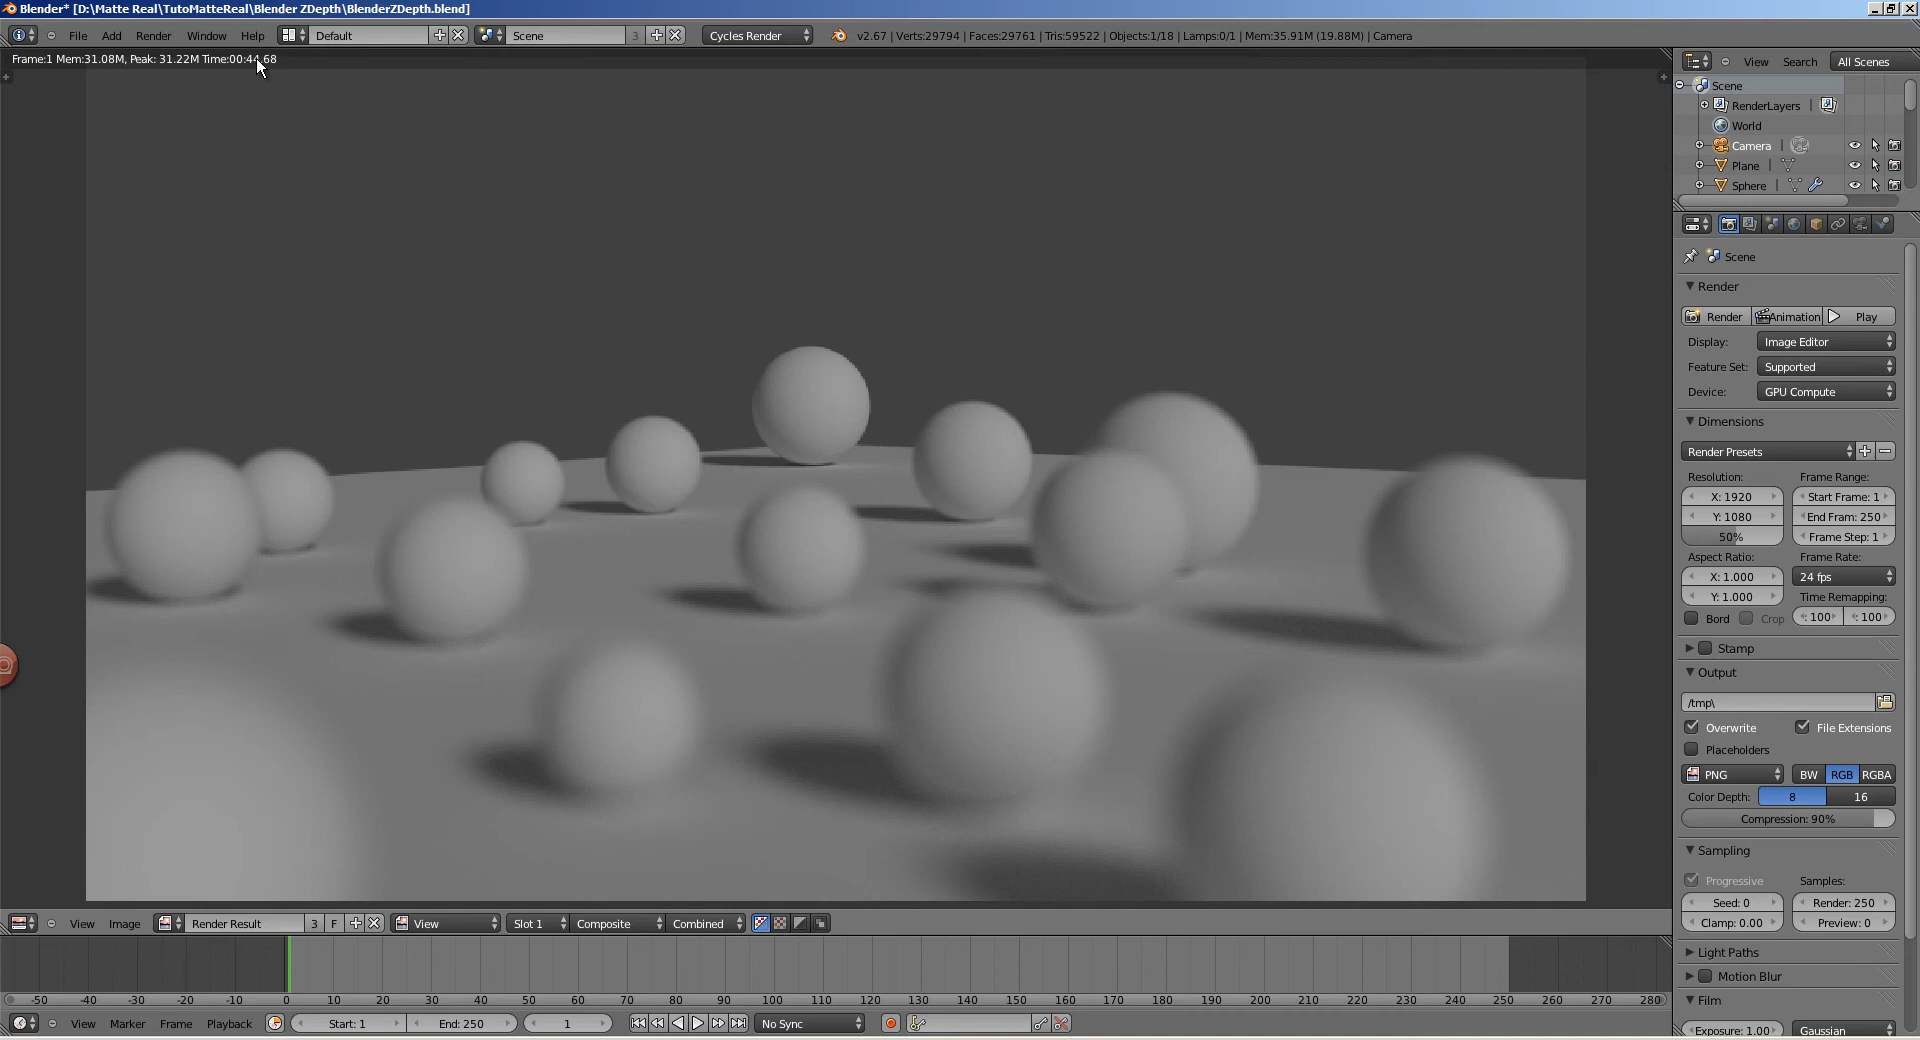 Blender* [D:\Matte Real\TutoMatteReal\Blender ZDepth\BlenderZDepth.blend]
File Add Render Window Help Default Scene 3 Cycles Render v2.67 | Verts:29794 | Faces:29761 | Tris:59522 | Objects:1/18 | Lamps:0/1 | Mem:35.91M (19.88M) | Camera
Frame:1 Mem:31.08M, Peak: 31.22M Time:00:44.68
View Search All Scenes
Scene
RenderLayers
World
Camera
Plane
Sphere
Scene
Render
Render Animation Play
Display: Image Editor
Feature Set: Supported
Device: GPU Compute
Dimensions
Render Presets
Resolution: Frame Range:
X: 1920 Start Frame: 1
Y: 1080 End Fram: 250
50% Frame Step: 1
Aspect Ratio: Frame Rate:
X: 1.000 24 fps
Y: 1.000 Time Remapping:
Bord Crop : 100 : 100
Stamp
Output
/tmp\
Overwrite File Extensions
Placeholders
PNG BW RGB RGBA
Color Depth: 8 16
Compression: 90%
Sampling
Progressive Samples:
Seed: 0 Render: 250
Clamp: 0.00 Preview: 0
Light Paths
Motion Blur
Film
Exposure: 1.00 Gaussian
View Image Render Result 3 F View Slot 1 Composite Combined
-50 -40 -30 -20 -10 0 10 20 30 40 50 60 70 80 90 100 110 120 130 140 150 160 170 180 190 200 210 220 230 240 250 260 270 280
View Marker Frame Playback Start: 1 End: 250 1 No Sync